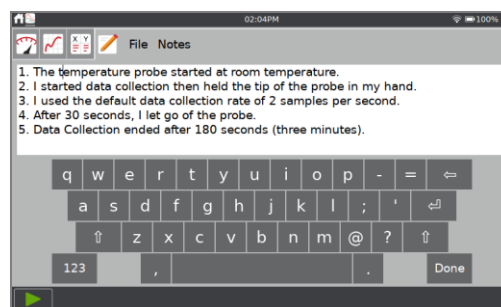 02:04PM
100%
X Y
File Notes
1. The temperature probe started at room temperature.
2. I started data collection then held the tip of the probe in my hand.
3. I used the default data collection rate of 2 samples per second.
4. After 30 seconds, I let go of the probe.
5. Data Collection ended after 180 seconds (three minutes).
q w e r t y u i o p - = ⇦
a s d f g h j k l ; ' ⏎
⇧ z x c v b n m @ ? ⇧
123 , . Done